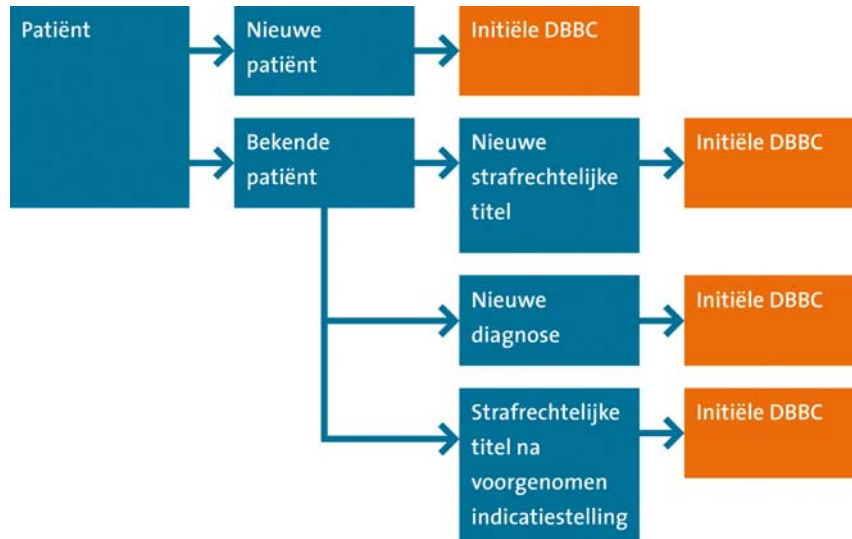 Patiënt
Nieuwe
patiënt
Initiële DBBC
Bekende
patiënt
Nieuwe
strafrechtelijke
titel
Initiële DBBC
Nieuwe
diagnose
Initiële DBBC
Strafrechtelijke
titel na
voorgenomen
indicatiestelling
Initiële DBBC